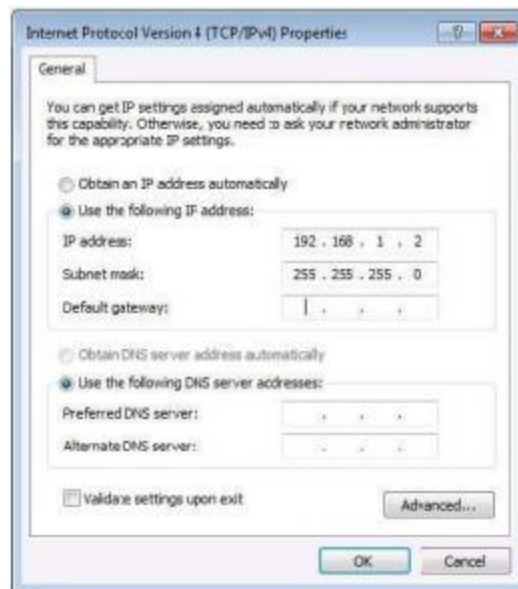 Internet Protocol Version 4 (TCP/IPv4) Properties
General
You can get IP settings assigned automatically if your network supports
this capability. Otherwise, you need to ask your network administrator
for the appropriate IP settings.
Obtain an IP address automatically
Use the following IP address:
IP address: 192 . 168 . 1 . 2
Subnet mask: 255 . 255 . 255 . 0
Default gateway: . . .
Obtain DNS server address automatically
Use the following DNS server addresses:
Preferred DNS server: . . .
Alternate DNS server: . . .
Validate settings upon exit
Advanced...
OK Cancel